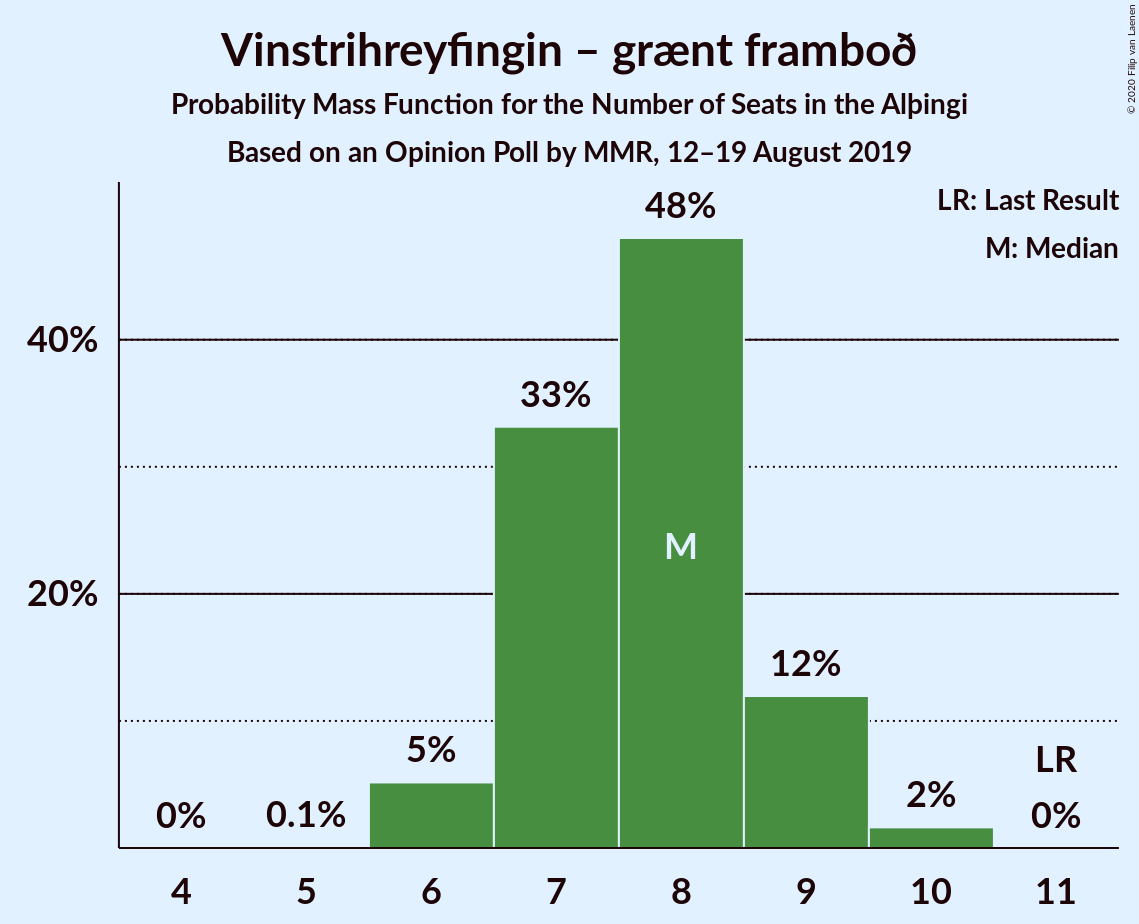 Vinstrihreyfingin – grænt framboð
Probability Mass Function for the Number of Seats in the Alþingi
Based on an Opinion Poll by MMR, 12–19 August 2019
© 2020 Filip van Laenen
LR: Last Result
M: Median
48%
40%
33%
M
20%
12%
5%
LR
2%
0%
0.1%
0%
4 5 6 7 8 9 10 11